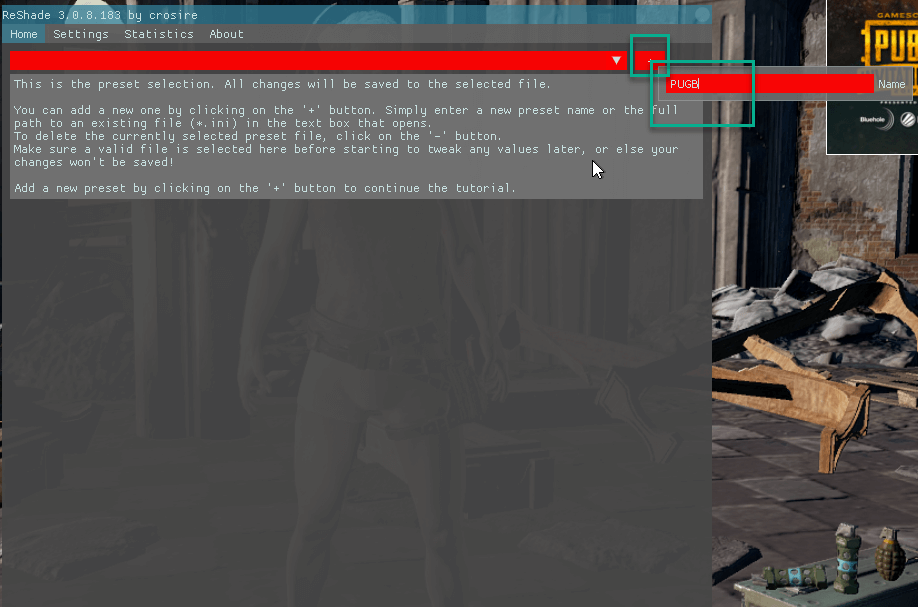 ReShade 3.0.8.183 by crosire
Home Settings Statistics About
+
PUGB Name
This is the preset selection. All changes will be saved to the selected file.
You can add a new one by clicking on the '+' button. Simply enter a new preset name or the full
path to an existing file (*.ini) in the text box that opens.
To delete the currently selected preset file, click on the '-' button.
Make sure a valid file is selected here before starting to tweak any values later, or else your
changes won't be saved!
Add a new preset by clicking on the '+' button to continue the tutorial.
GAMESC
PUB
PRESENTED
Bluehole